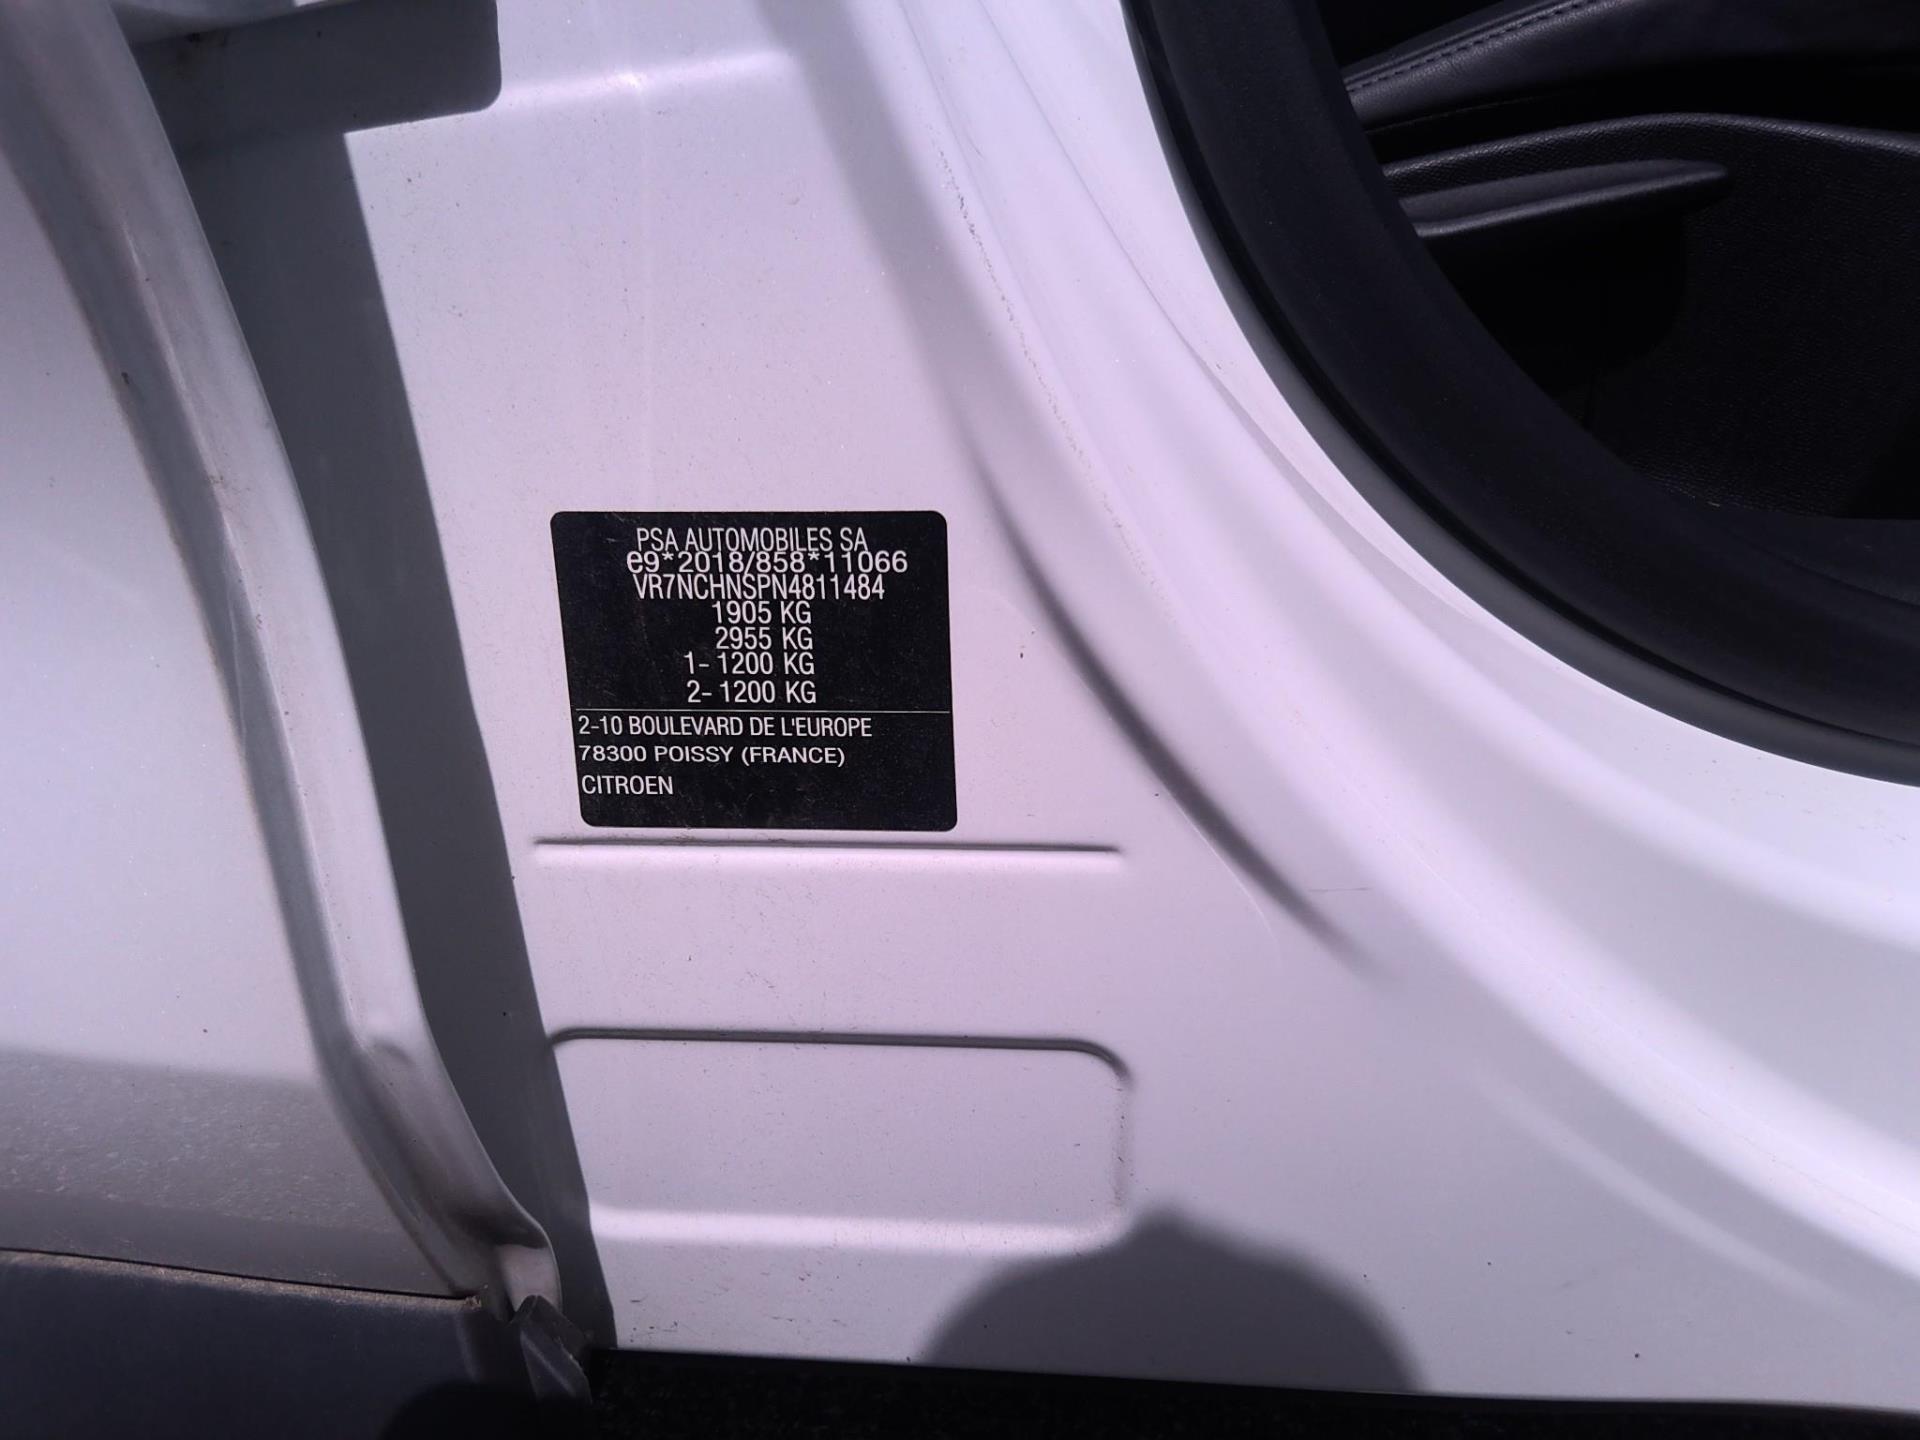 PSA AUTOMOBILES SA
e9*2018/858*11066
VR7NCHNSPN4811484
1905 KG
2955 KG
1- 1200 KG
2- 1200 KG
2-10 BOULEVARD DE L'EUROPE
78300 POISSY (FRANCE)
CITROEN